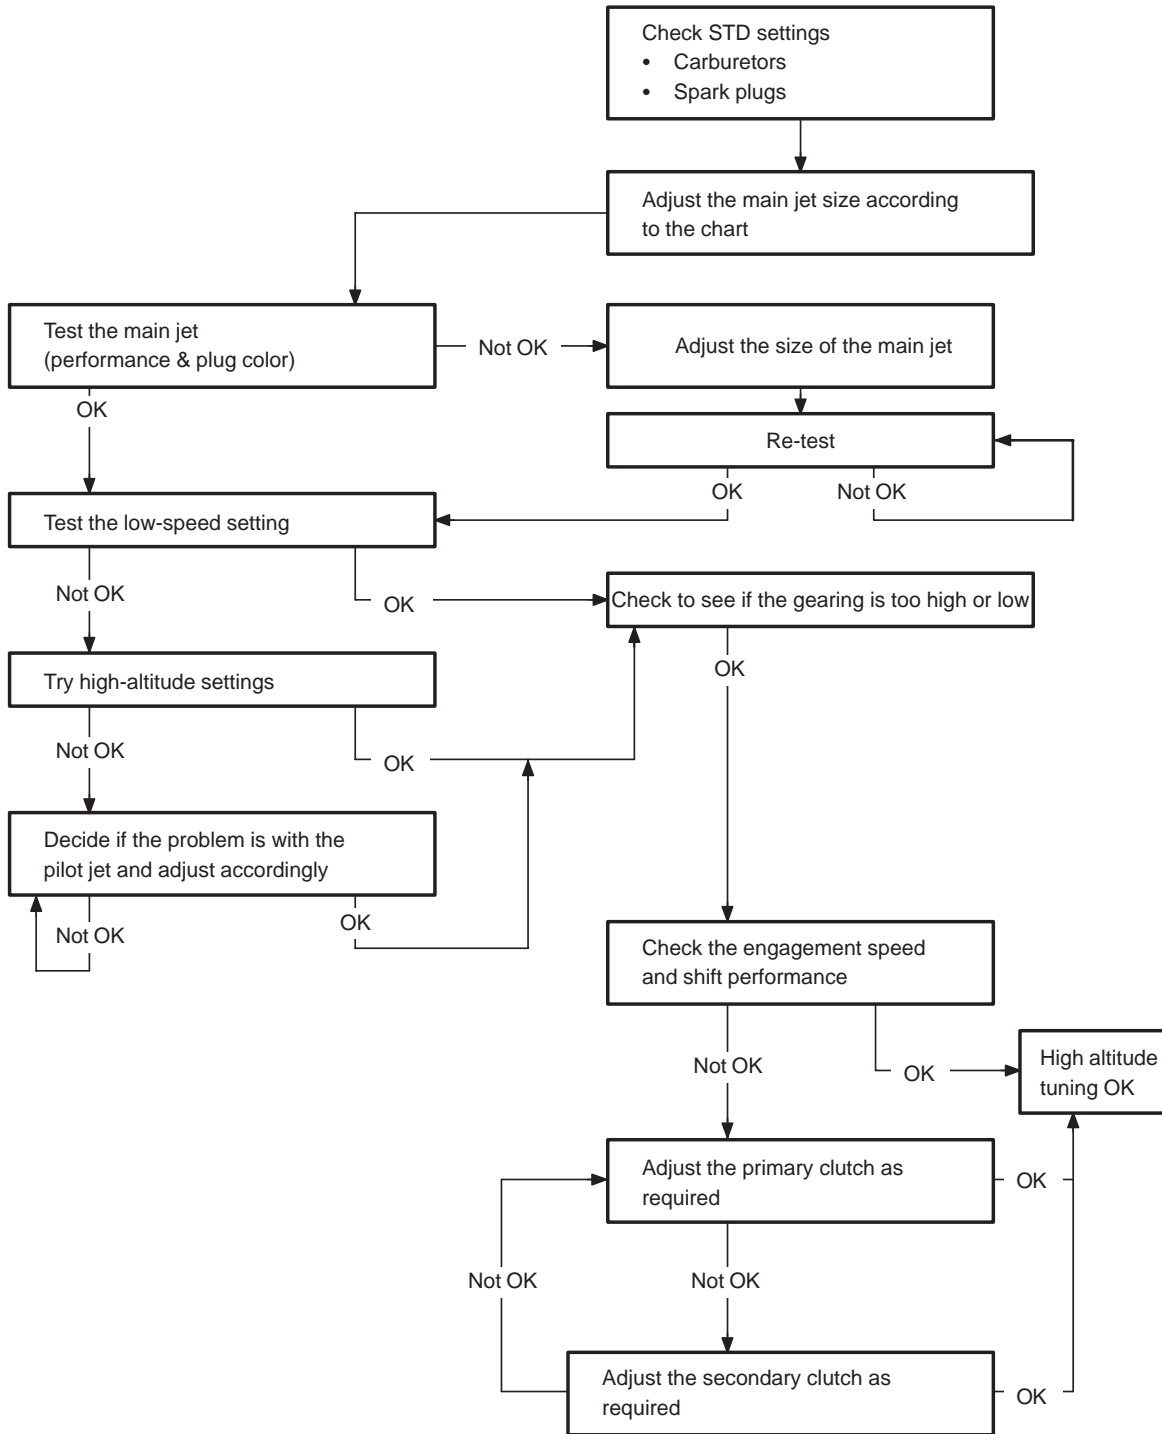 Check STD settings
• Carburetors
• Spark plugs
Adjust the main jet size according
to the chart
Test the main jet
(performance & plug color)
Not OK
Adjust the size of the main jet
OK
Re-test
OK
Not OK
Test the low-speed setting
Not OK
OK
Check to see if the gearing is too high or low
OK
Try high-altitude settings
Not OK
OK
Decide if the problem is with the
pilot jet and adjust accordingly
Not OK
OK
Check the engagement speed
and shift performance
Not OK
OK
High altitude
tuning OK
Adjust the primary clutch as
required
OK
Not OK
Not OK
Adjust the secondary clutch as
required
OK